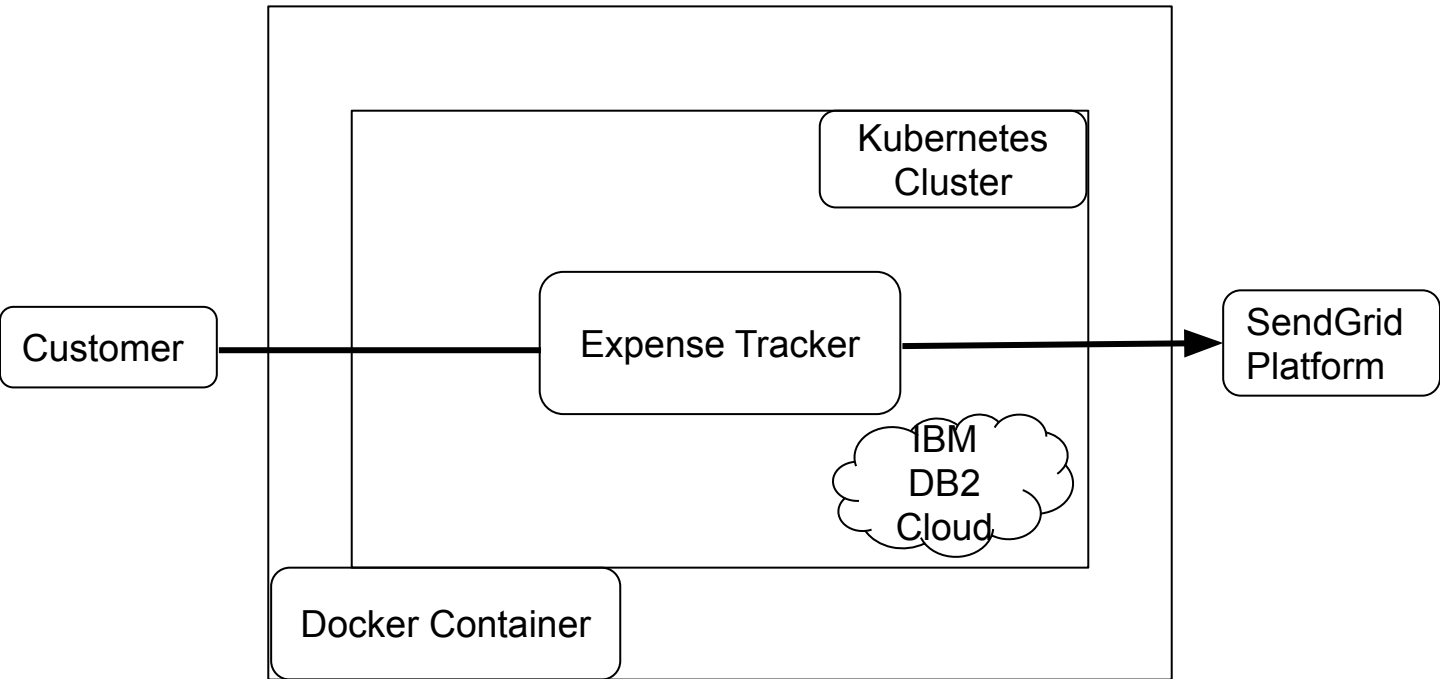 Kubernetes
Cluster
Customer
Expense Tracker
SendGrid
Platform
IBM
DB2
Cloud
Docker Container